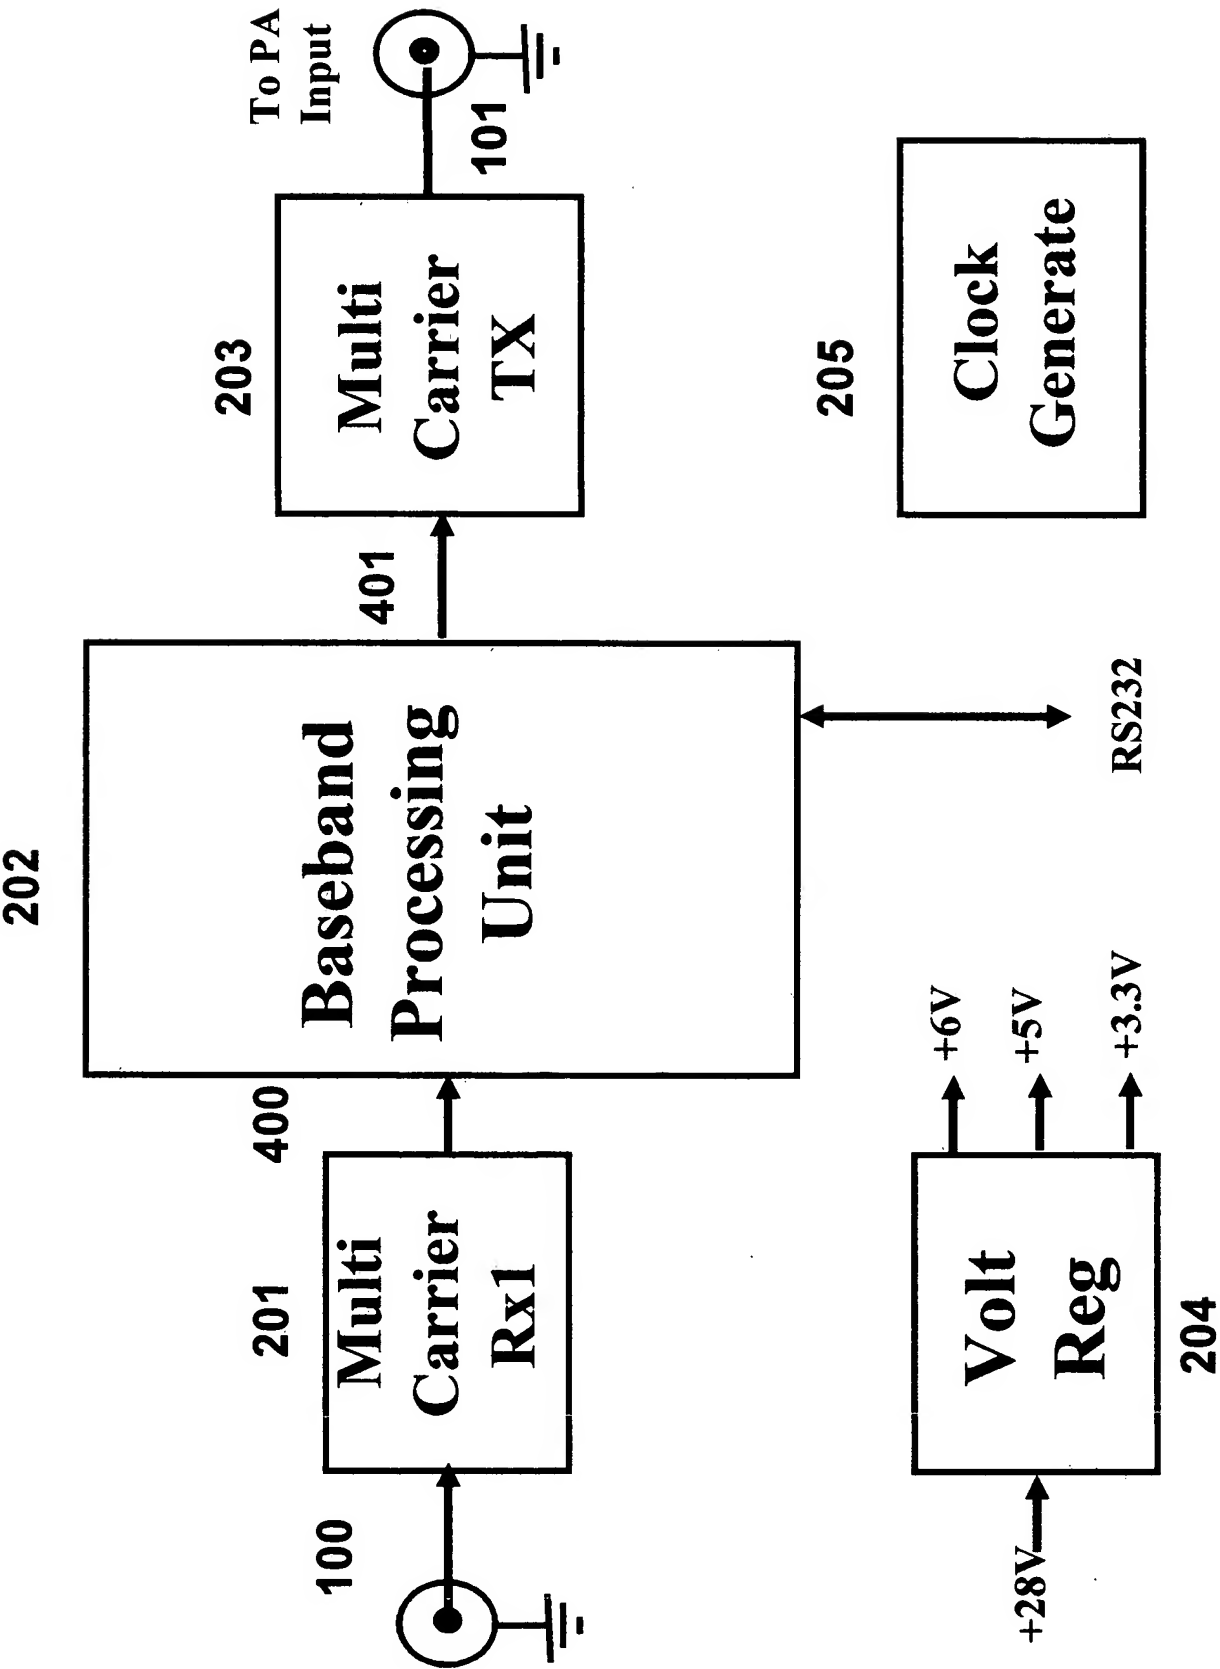 202
203
To PA
Input
201
400
401
100
101
Multi
Carrier
Rx1
Baseband
Processing
Unit
Multi
Carrier
TX
205
+6V
+5V
+3.3V
+28V
Volt
Reg
204
RS232
Clock
Generate